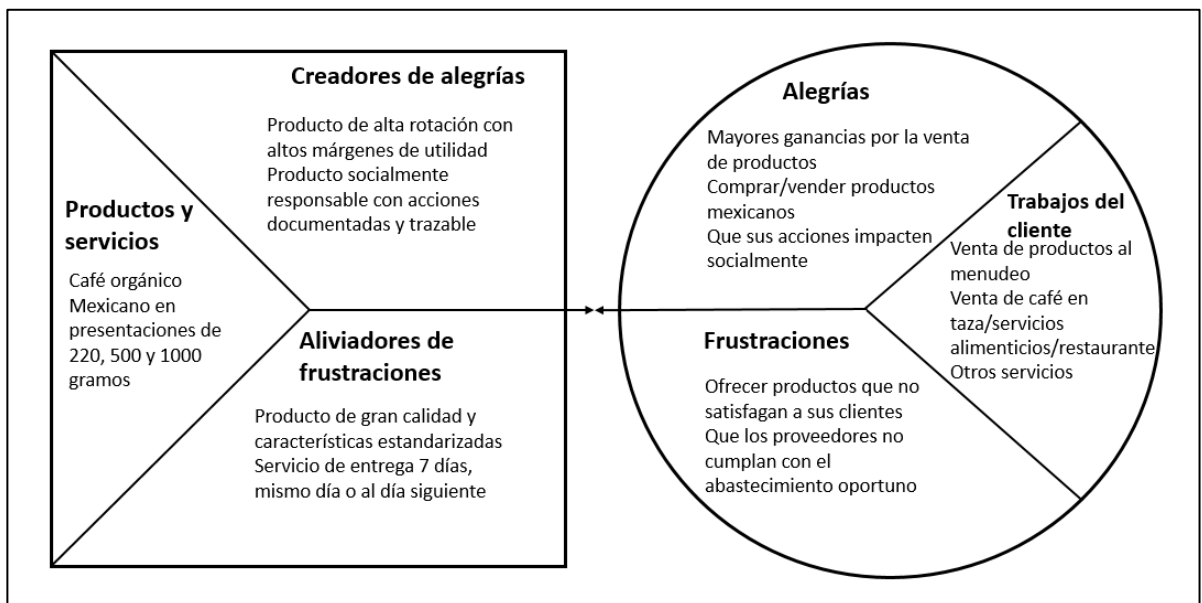 Creadores de alegrías
Producto de alta rotación con
altos márgenes de utilidad
Producto socialmente
responsable con acciones
documentadas y trazable
Productos y
servicios
Café orgánico
Mexicano en
presentaciones de
220, 500 y 1000
gramos
Aliviadores de
frustraciones
Producto de gran calidad y
características estandarizadas
Servicio de entrega 7 días,
mismo día o al día siguiente
Alegrías
Mayores ganancias por la venta
de productos
Comprar/vender productos
mexicanos
Que sus acciones impacten
socialmente
Trabajos del
cliente
Venta de productos al
menudeo
Venta de café en
taza/servicios
alimenticios/restaurante
Otros servicios
Frustraciones
Ofrecer productos que no
satisfagan a sus clientes
Que los proveedores no
cumplan con el
abastecimiento oportuno